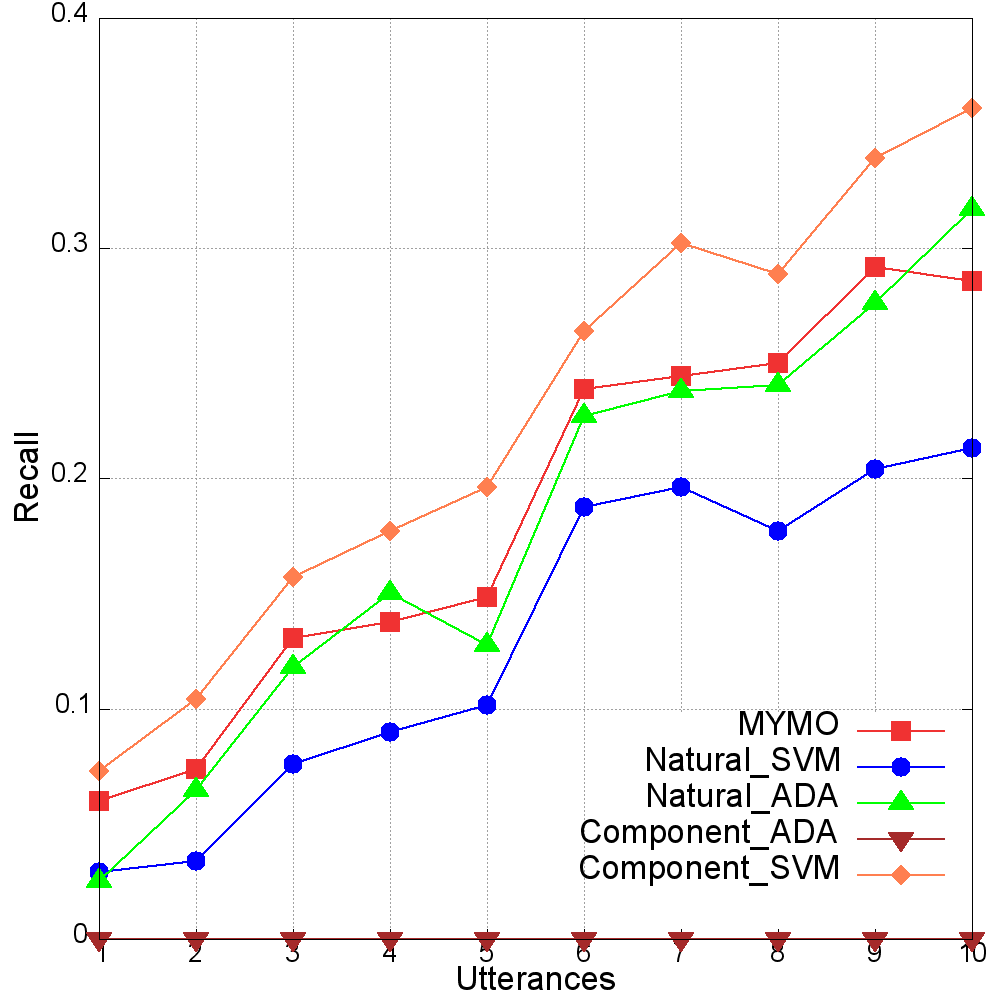 0.4
0.3
0.2
0.1
0
Recall
MYMO
Natural_SVM
Natural_ADA
Component_ADA
Component_SVM
1 2 3 4 5 6 7 8 9 10
Utterances